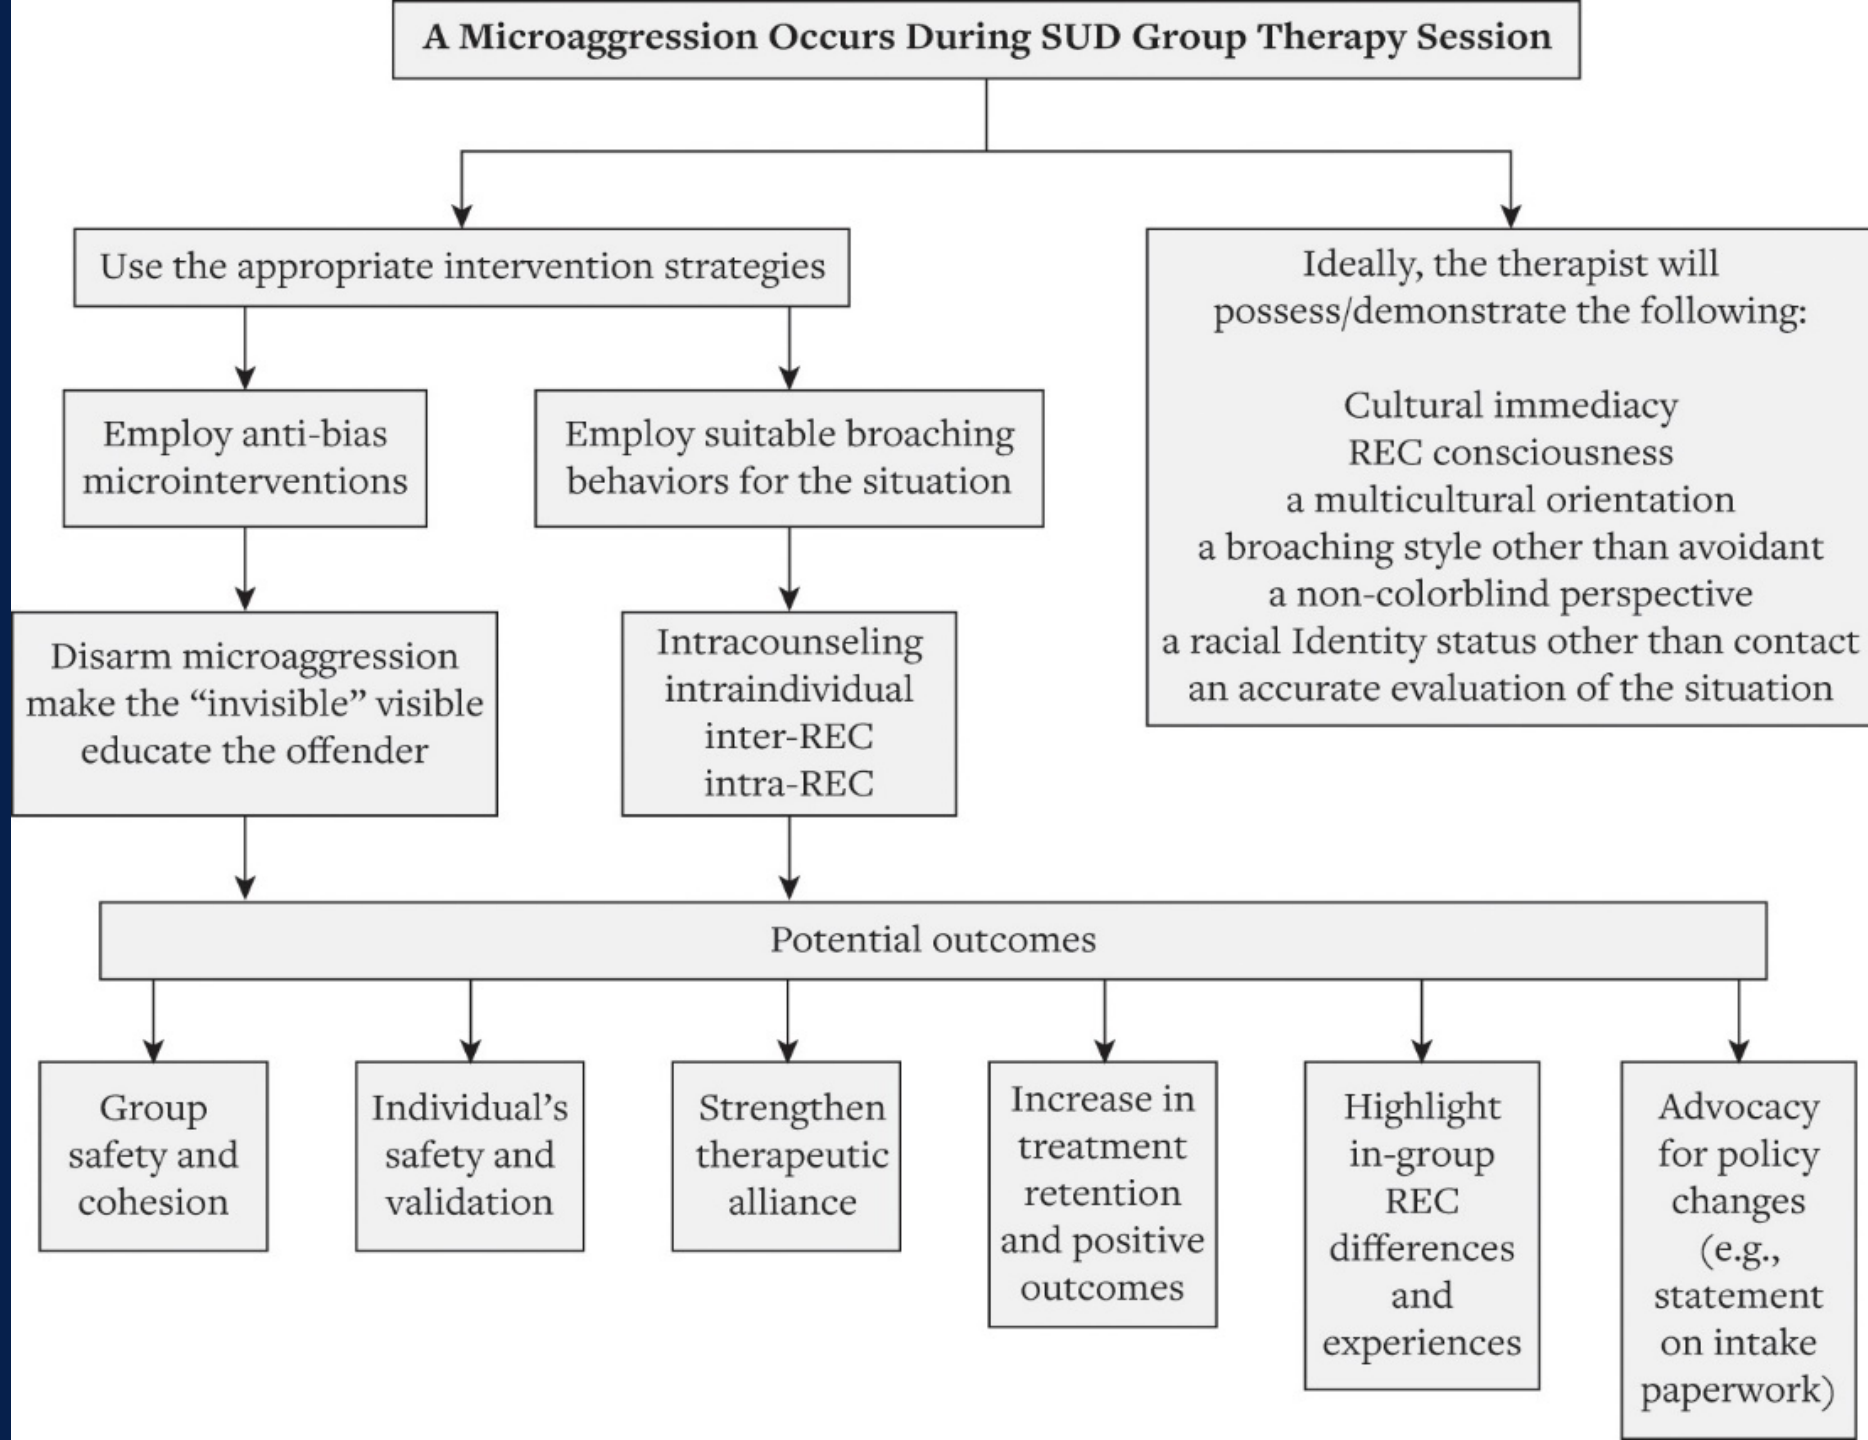 A Microaggression Occurs During SUD Group Therapy Session
Use the appropriate intervention strategies
Ideally, the therapist will
possess/demonstrate the following:
Cultural immediacy
REC consciousness
a multicultural orientation
a broaching style other than avoidant
a non-colorblind perspective
a racial Identity status other than contact
an accurate evaluation of the situation
Employ anti-bias
microinterventions
Employ suitable broaching
behaviors for the situation
Disarm microaggression
make the “invisible” visible
educate the offender
Intracounseling
intraindividual
inter-REC
intra-REC
Potential outcomes
Group
safety and
cohesion
Individual’s
safety and
validation
Strengthen
therapeutic
alliance
Increase in
treatment
retention
and positive
outcomes
Highlight
in-group
REC
differences
and
experiences
Advocacy
for policy
changes
(e.g.,
statement
on intake
paperwork)